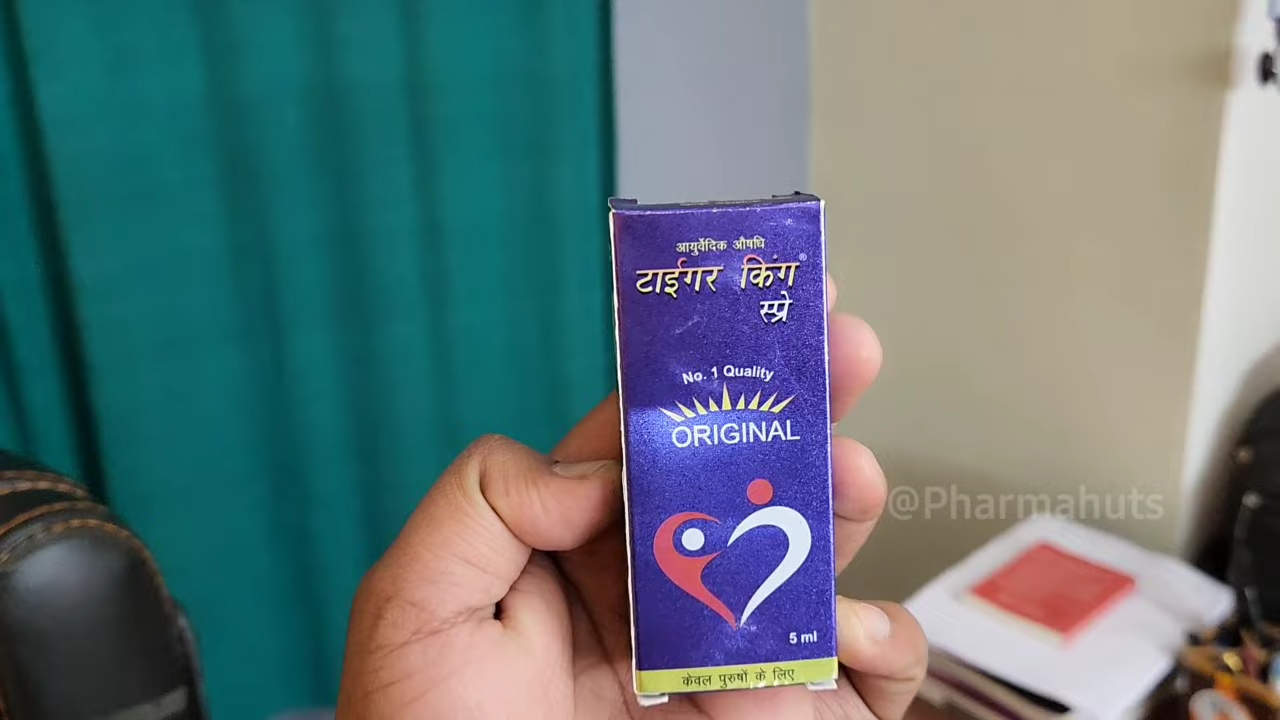 आयुर्वेदिक औषधि
टाईगर किंग®
स्प्रे
No. 1 Quality
ORIGINAL
@Pharmahuts
5 ml
केवल पुरुषों के लिए